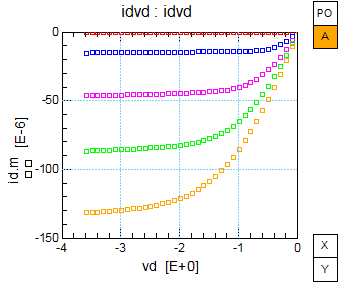 idvd : idvd
PO
A
0
-50
-100
-150
id.m [E-6]
-4
-3
-2
-1
0
vd [E+0]
X
Y